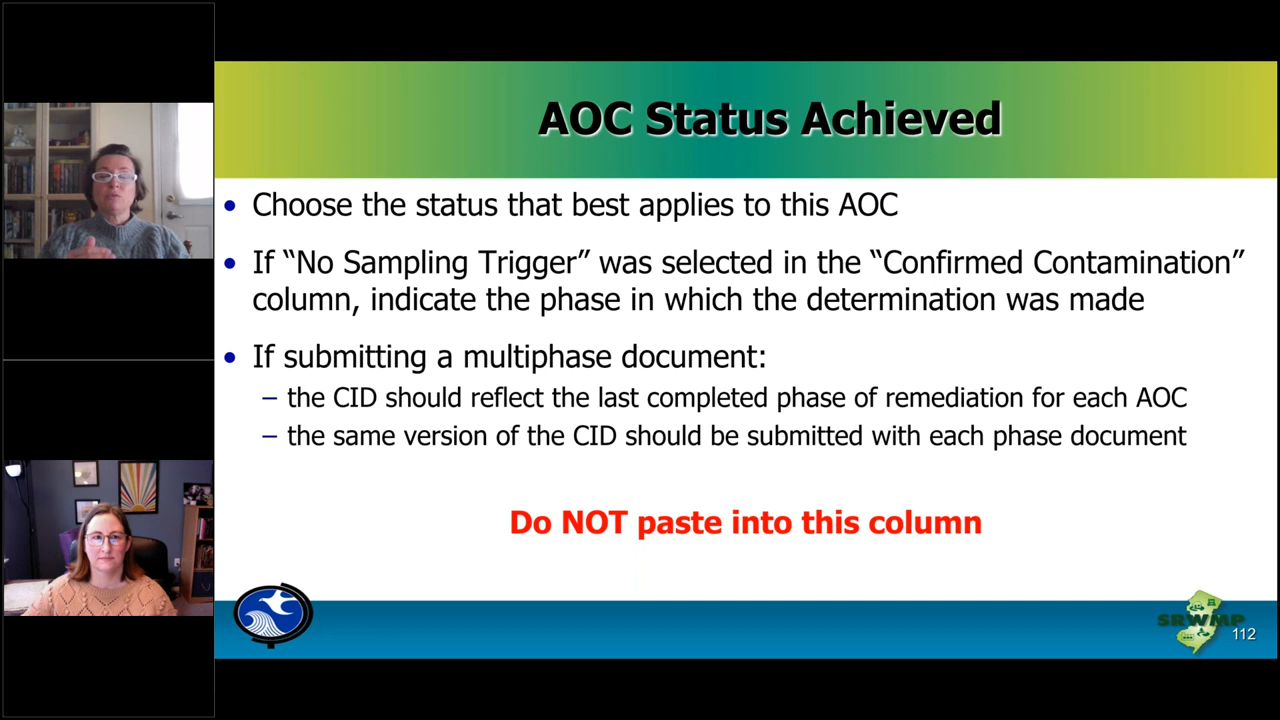 AOC Status Achieved
• Choose the status that best applies to this AOC
• If “No Sampling Trigger” was selected in the “Confirmed Contamination”
column, indicate the phase in which the determination was made
• If submitting a multiphase document:
– the CID should reflect the last completed phase of remediation for each AOC
– the same version of the CID should be submitted with each phase document
Do NOT paste into this column
SRWMP
112